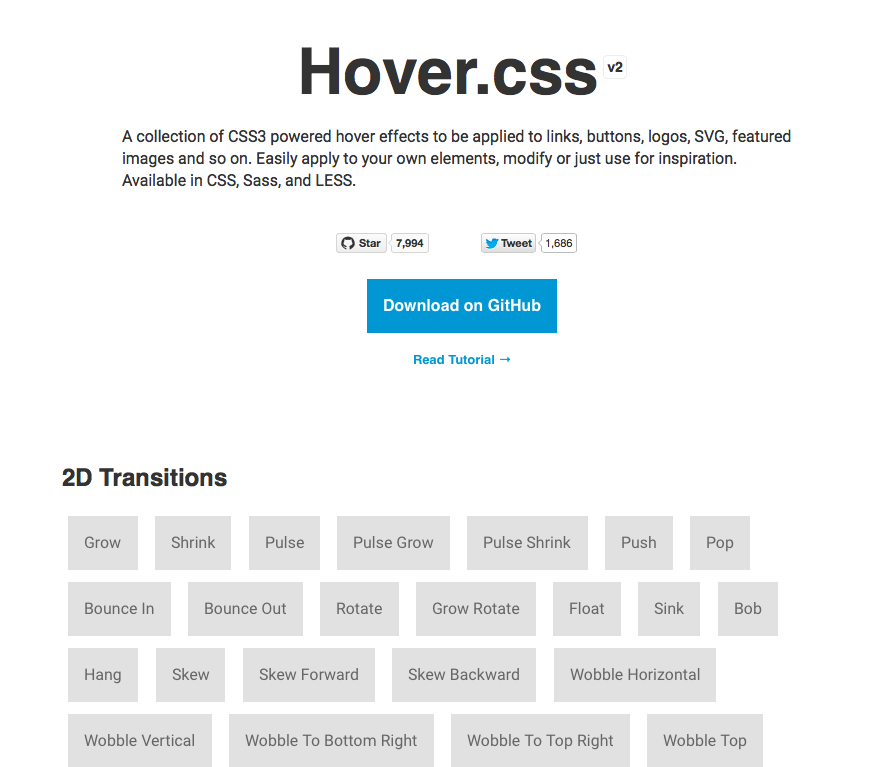 Hover.css v2
A collection of CSS3 powered hover effects to be applied to links, buttons, logos, SVG, featured
images and so on. Easily apply to your own elements, modify or just use for inspiration.
Available in CSS, Sass, and LESS.
Star 7,994 Tweet 1,686
Download on GitHub
Read Tutorial →
2D Transitions
Grow Shrink Pulse Pulse Grow Pulse Shrink Push Pop
Bounce In Bounce Out Rotate Grow Rotate Float Sink Bob
Hang Skew Skew Forward Skew Backward Wobble Horizontal
Wobble Vertical Wobble To Bottom Right Wobble To Top Right Wobble Top